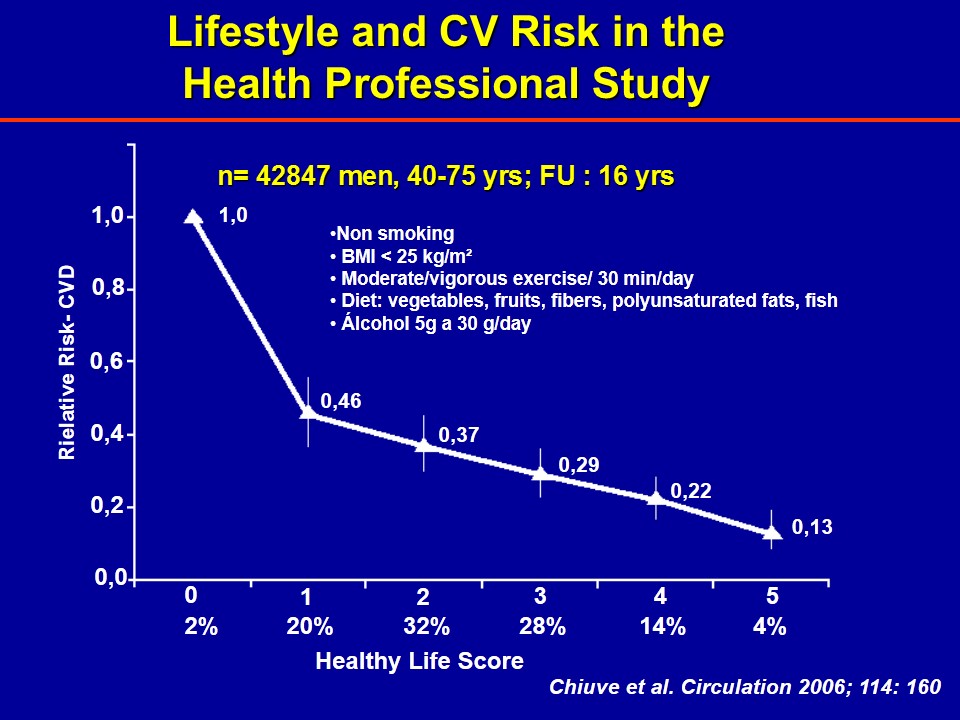 Lifestyle and CV Risk in the
Health Professional Study
n= 42847 men, 40-75 yrs; FU : 16 yrs
•Non smoking
• BMI < 25 kg/m²
• Moderate/vigorous exercise/ 30 min/day
• Diet: vegetables, fruits, fibers, polyunsaturated fats, fish
• Álcohol 5g a 30 g/day
Rielative Risk- CVD
1,0
0,8
0,6
0,4
0,2
0,0
1,0
0,46
0,37
0,29
0,22
0,13
0 1 2 3 4 5
2% 20% 32% 28% 14% 4%
Healthy Life Score
Chiuve et al. Circulation 2006; 114: 160